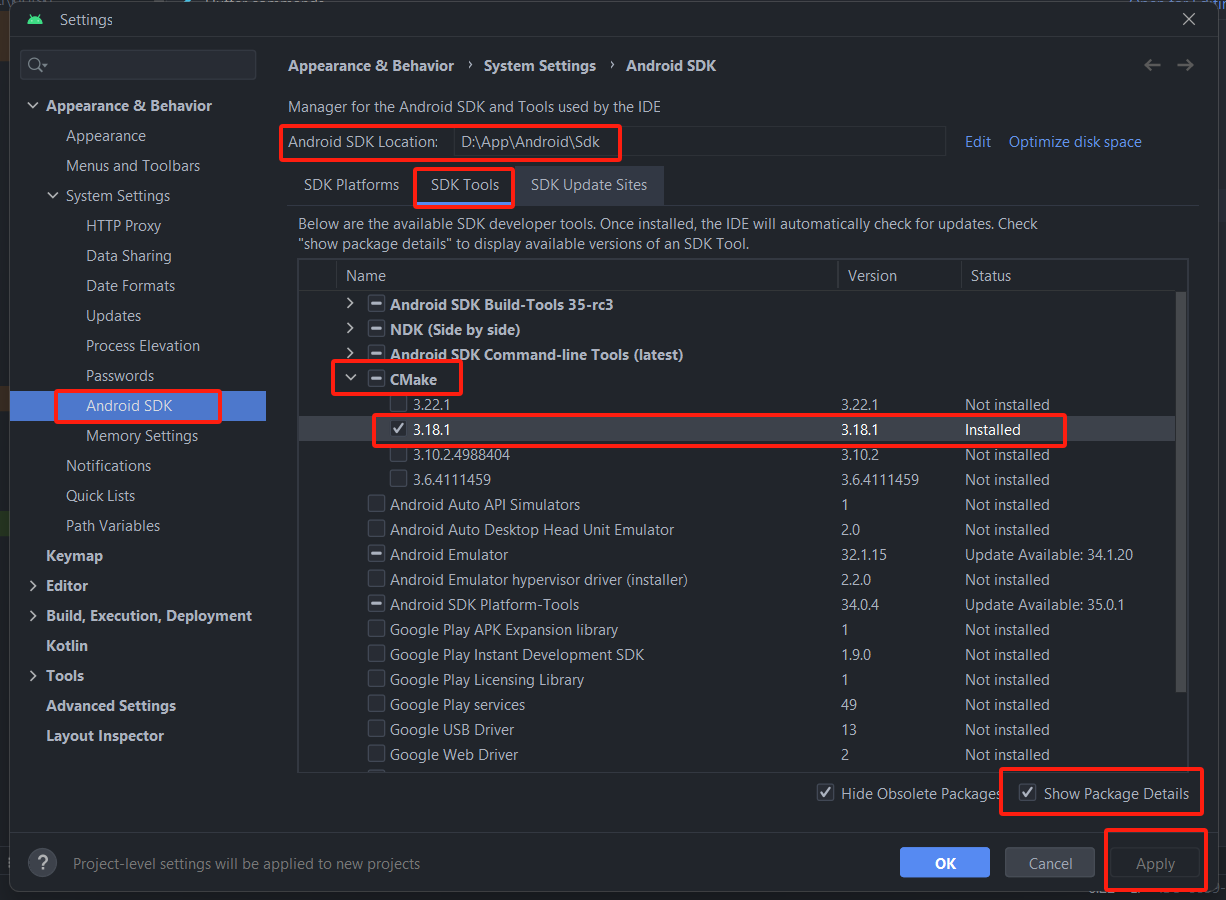 Settings
Appearance & Behavior › System Settings › Android SDK
Manager for the Android SDK and Tools used by the IDE
Android SDK Location: D:\App\Android\Sdk Edit Optimize disk space
SDK Platforms SDK Tools SDK Update Sites
Below are the available SDK developer tools. Once installed, the IDE will automatically check for updates. Check
"show package details" to display available versions of an SDK Tool.
Name Version Status
Android SDK Build-Tools 35-rc3
NDK (Side by side)
Android SDK Command-line Tools (latest)
CMake
3.22.1 3.22.1 Not installed
3.18.1 3.18.1 Installed
3.10.2.4988404 3.10.2 Not installed
3.6.4111459 3.6.4111459 Not installed
Android Auto API Simulators 1 Not installed
Android Auto Desktop Head Unit Emulator 2.0 Not installed
Android Emulator 32.1.15 Update Available: 34.1.20
Android Emulator hypervisor driver (installer) 2.2.0 Not installed
Android SDK Platform-Tools 34.0.4 Update Available: 35.0.1
Google Play APK Expansion library 1 Not installed
Google Play Instant Development SDK 1.9.0 Not installed
Google Play Licensing Library 1 Not installed
Google Play services 49 Not installed
Google USB Driver 13 Not installed
Google Web Driver 2 Not installed
Hide Obsolete Packages Show Package Details
Appearance & Behavior
Appearance
Menus and Toolbars
System Settings
HTTP Proxy
Data Sharing
Date Formats
Updates
Process Elevation
Passwords
Android SDK
Memory Settings
Notifications
Quick Lists
Path Variables
Keymap
Editor
Build, Execution, Deployment
Kotlin
Tools
Advanced Settings
Layout Inspector
? Project-level settings will be applied to new projects
OK Cancel Apply